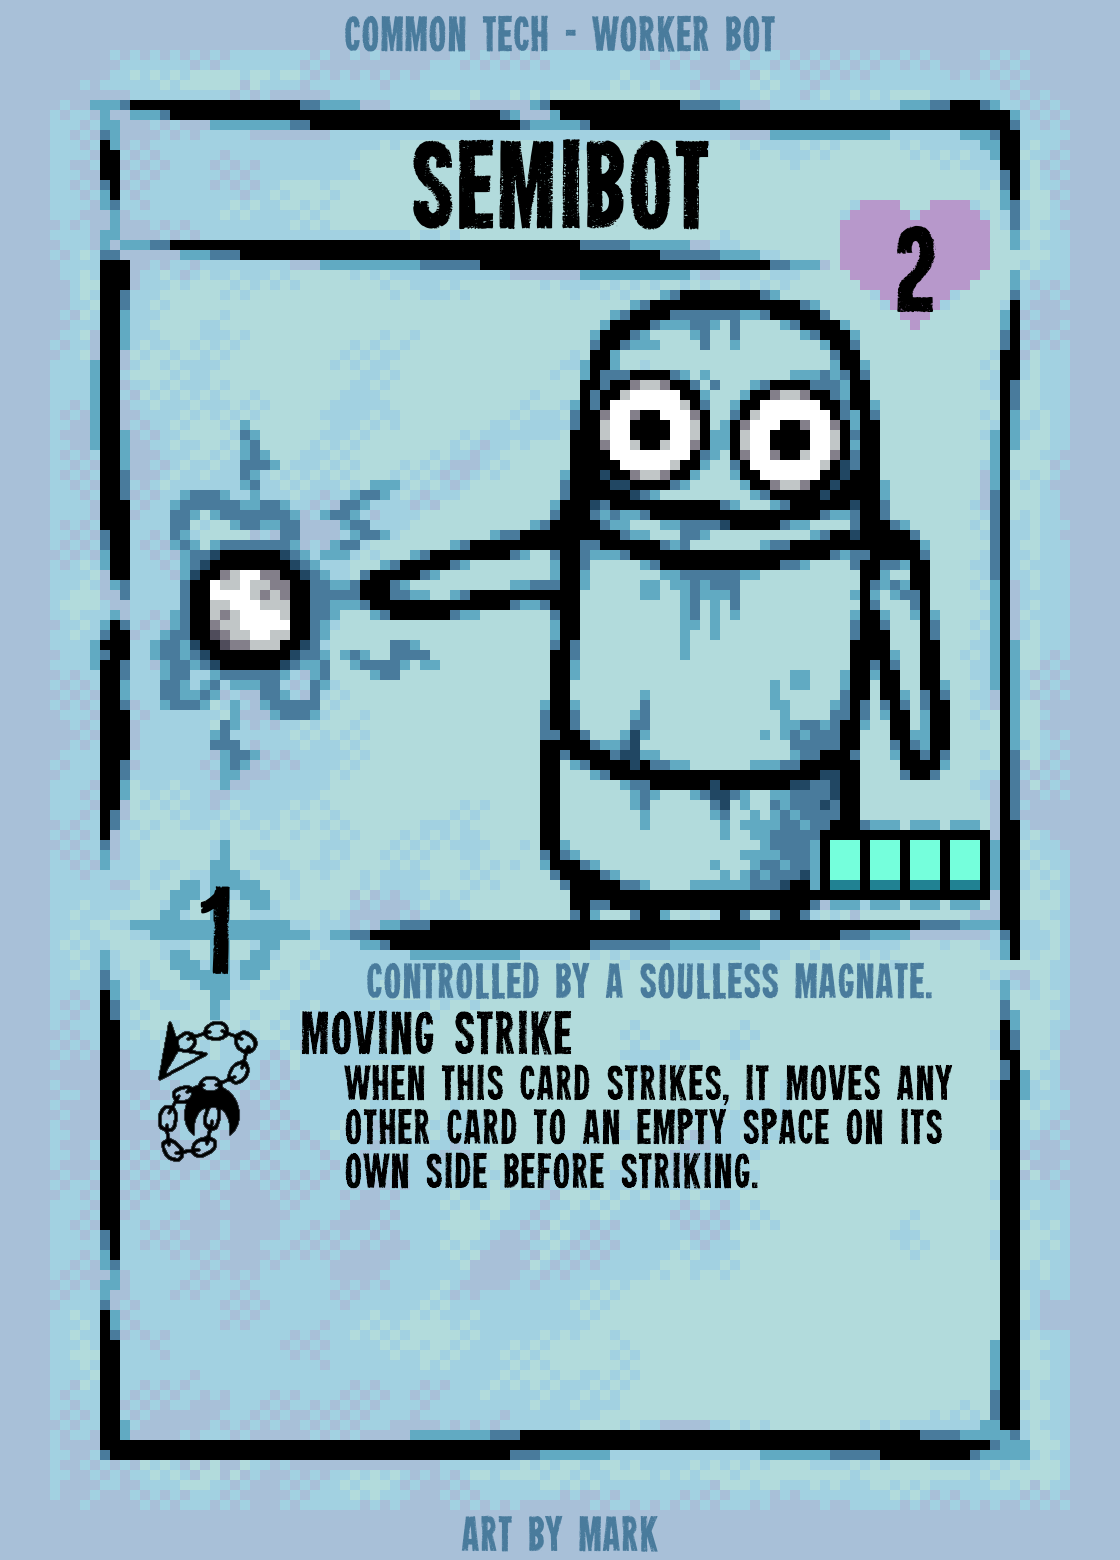 COMMON TECH - WORKER BOT
SEMIBOT
2
1
CONTROLLED BY A SOULLESS MAGNATE.
MOVING STRIKE
WHEN THIS CARD STRIKES, IT MOVES ANY
OTHER CARD TO AN EMPTY SPACE ON ITS
OWN SIDE BEFORE STRIKING.
ART BY MARK